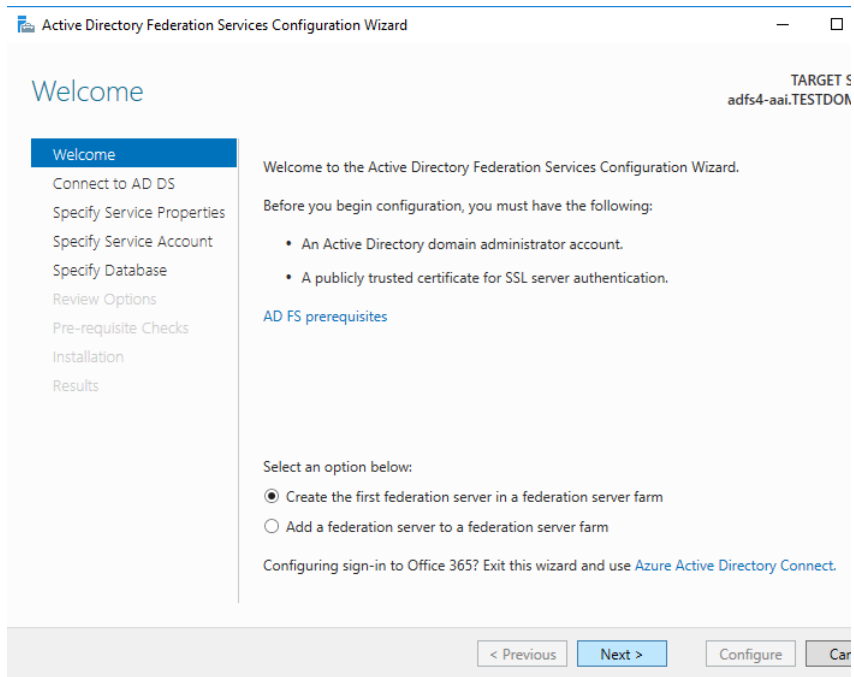 Active Directory Federation Services Configuration Wizard
Welcome
TARGET S
adfs4-aai.TESTDOM
Welcome
Connect to AD DS
Specify Service Properties
Specify Service Account
Specify Database
Review Options
Pre-requisite Checks
Installation
Results
Welcome to the Active Directory Federation Services Configuration Wizard.
Before you begin configuration, you must have the following:
• An Active Directory domain administrator account.
• A publicly trusted certificate for SSL server authentication.
AD FS prerequisites
Select an option below:
Create the first federation server in a federation server farm
Add a federation server to a federation server farm
Configuring sign-in to Office 365? Exit this wizard and use Azure Active Directory Connect.
< Previous Next > Configure Can